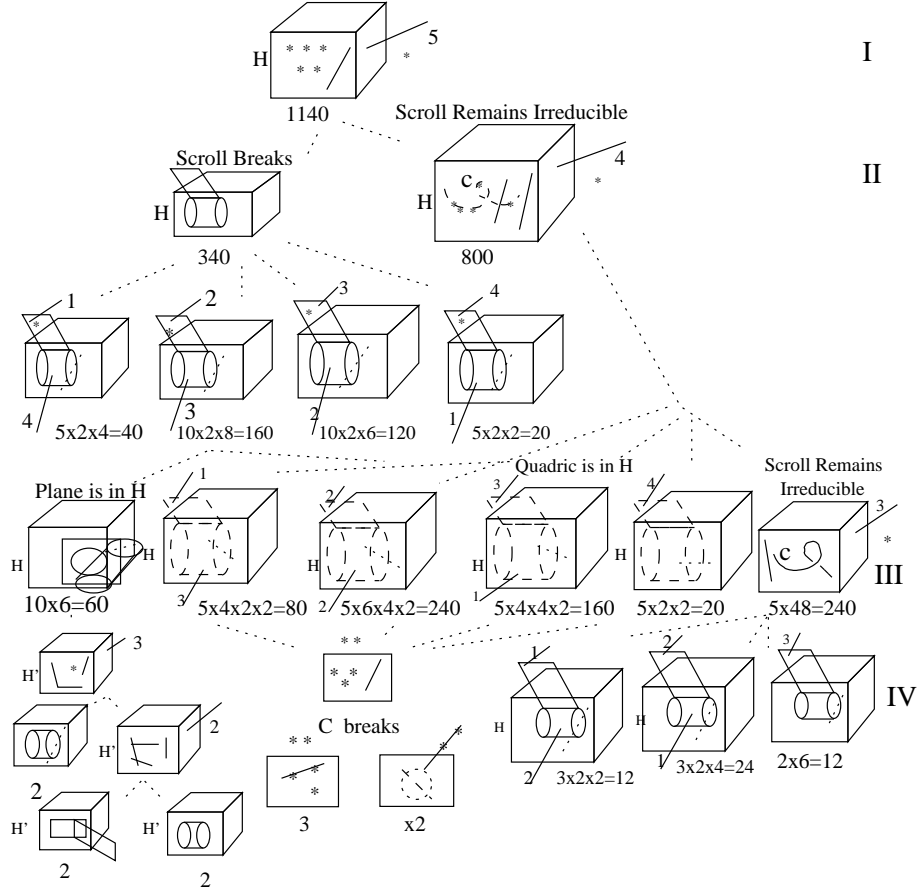 5
H * * *
* *
*
I
1140
Scroll Remains Irreducible
Scroll Breaks
4
C
*
H
H
II
340
800
1
2
3
4
*
*
*
*
4
3
2
1
5x2x4=40
10x2x8=160
10x2x6=120
5x2x2=20
Plane is in H
Quadric is in H
Scroll Remains
Irreducible
1
2
3
4
3
H
H
H
H
H
C
*
3
2
1
III
10x6=60
5x4x2x2=80
5x6x4x2=240
5x4x4x2=160
5x2x2=20
5x48=240
3
H'
*
* *
* *
*
1
2
3
IV
2
H'
C breaks
H
H
2
3x2x2=12
1
3x2x4=24
2x6=12
2
* *
* *
*
* *
3
x2
H'
H'
2
2